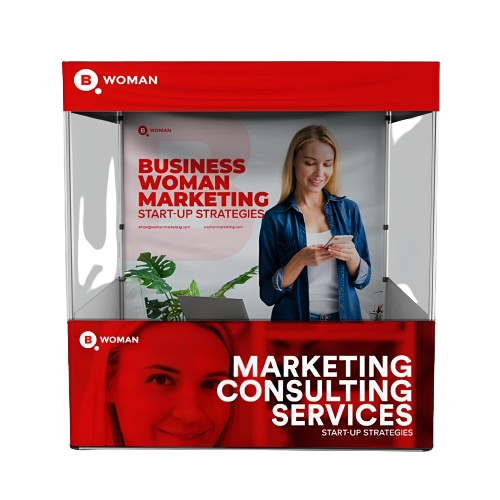 B WOMAN
B WOMAN
BUSINESS
WOMAN
MARKETING
START-UP STRATEGIES
B WOMAN
MARKETING
CONSULTING
SERVICES
START-UP STRATEGIES